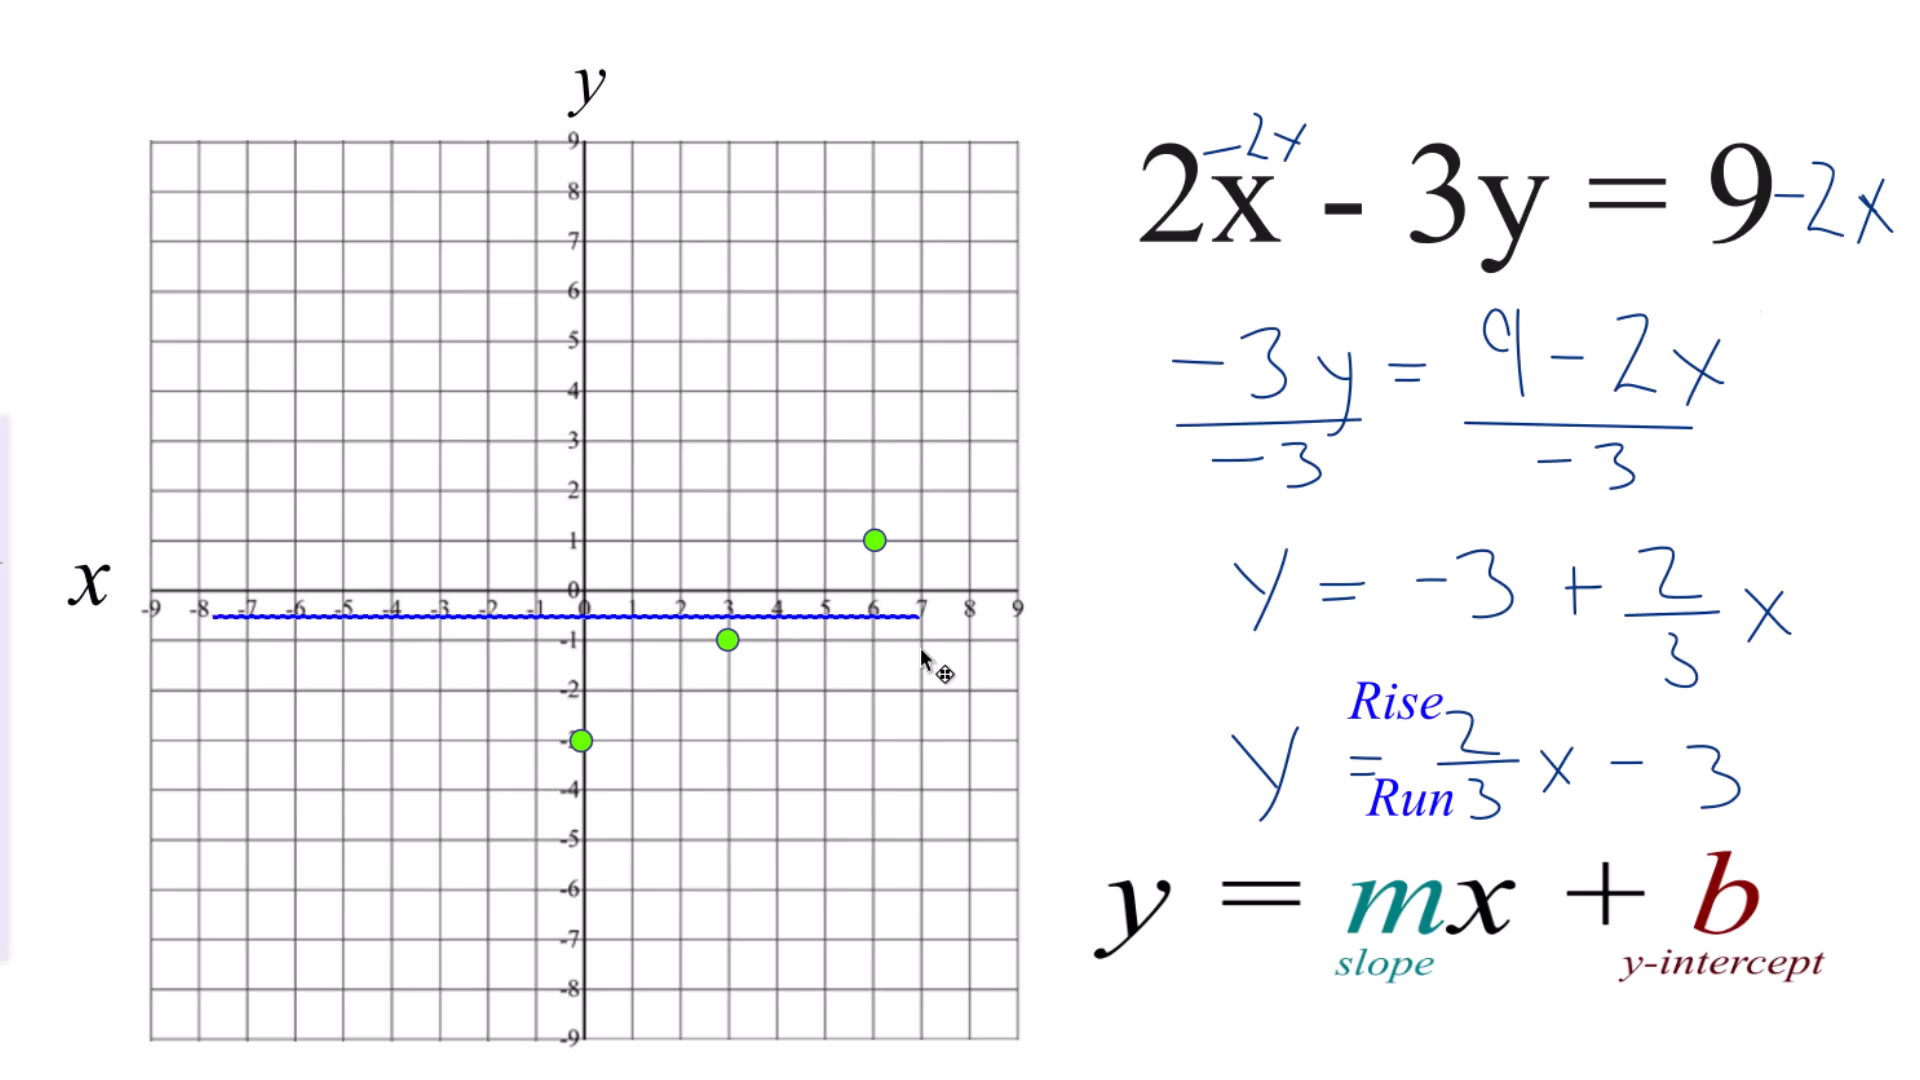 y
9
8
7
6
5
4
3
2
1
0
x
-9 -8 -7 -6 -5 -4 -3 -2 -1 0 1 2 3 4 5 6 7 8 9
-1
-2
-3
-4
-5
-6
-7
-8
-9
-2x
2x - 3y = 9 -2x
-3y = 9 - 2x
-3 -3
y = -3 + 2/3 x
Rise
y = 2/3 x - 3
Run
y = mx + b
slope y-intercept